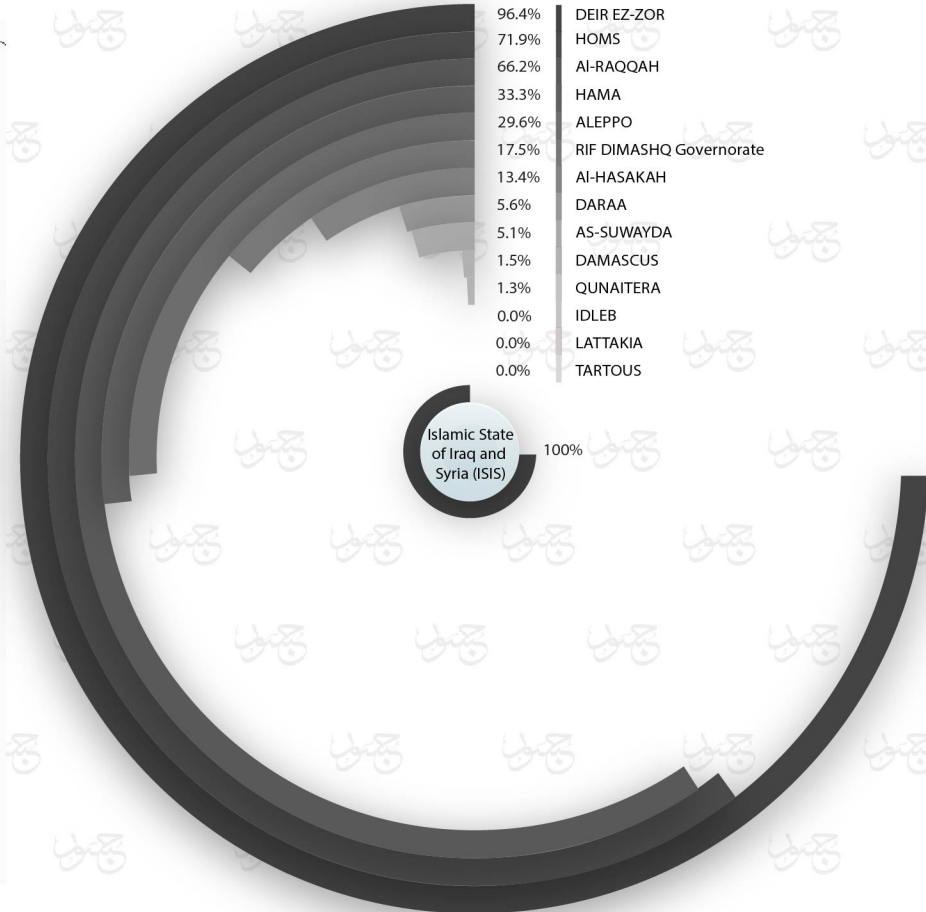 96.4% DEIR EZ-ZOR
71.9% HOMS
66.2% Al-RAQQAH
33.3% HAMA
29.6% ALEPPO
17.5% RIF DIMASHQ Governorate
13.4% Al-HASAKAH
5.6% DARAA
5.1% AS-SUWAYDA
1.5% DAMASCUS
1.3% QUNAITERA
0.0% IDLEB
0.0% LATTAKIA
0.0% TARTOUS
Islamic State
of Iraq and
Syria (ISIS)
100%